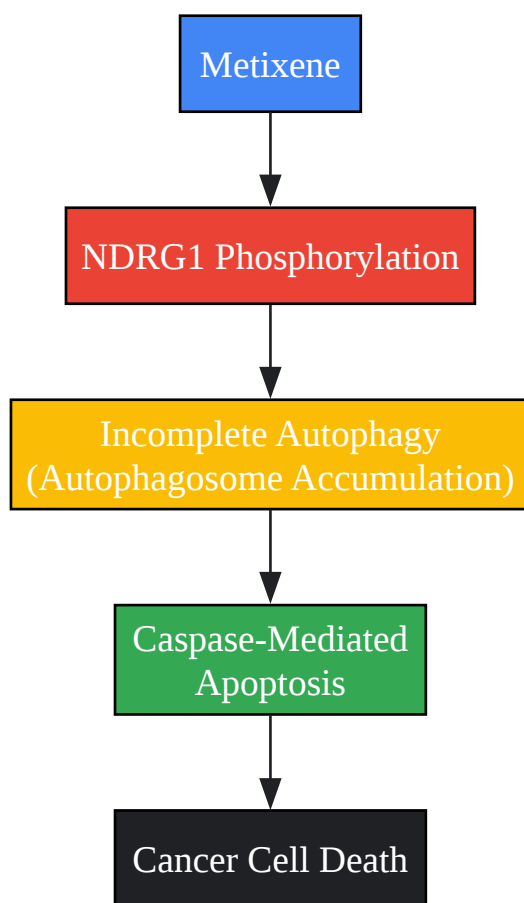 Metixene
NDRG1 Phosphorylation
Incomplete Autophagy
(Autophagosome Accumulation)
Caspase-Mediated
Apoptosis
Cancer Cell Death